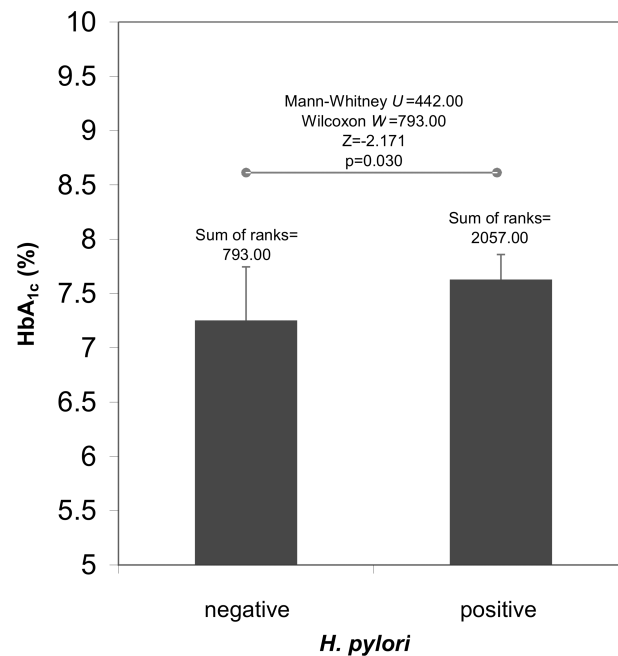 10
9.5
9
8.5
8
7.5
7
6.5
6
5.5
5
HbA1c (%)
Mann-Whitney U=442.00
Wilcoxon W=793.00
Z=-2.171
p=0.030
Sum of ranks=
793.00
Sum of ranks=
2057.00
negative
positive
H. pylori